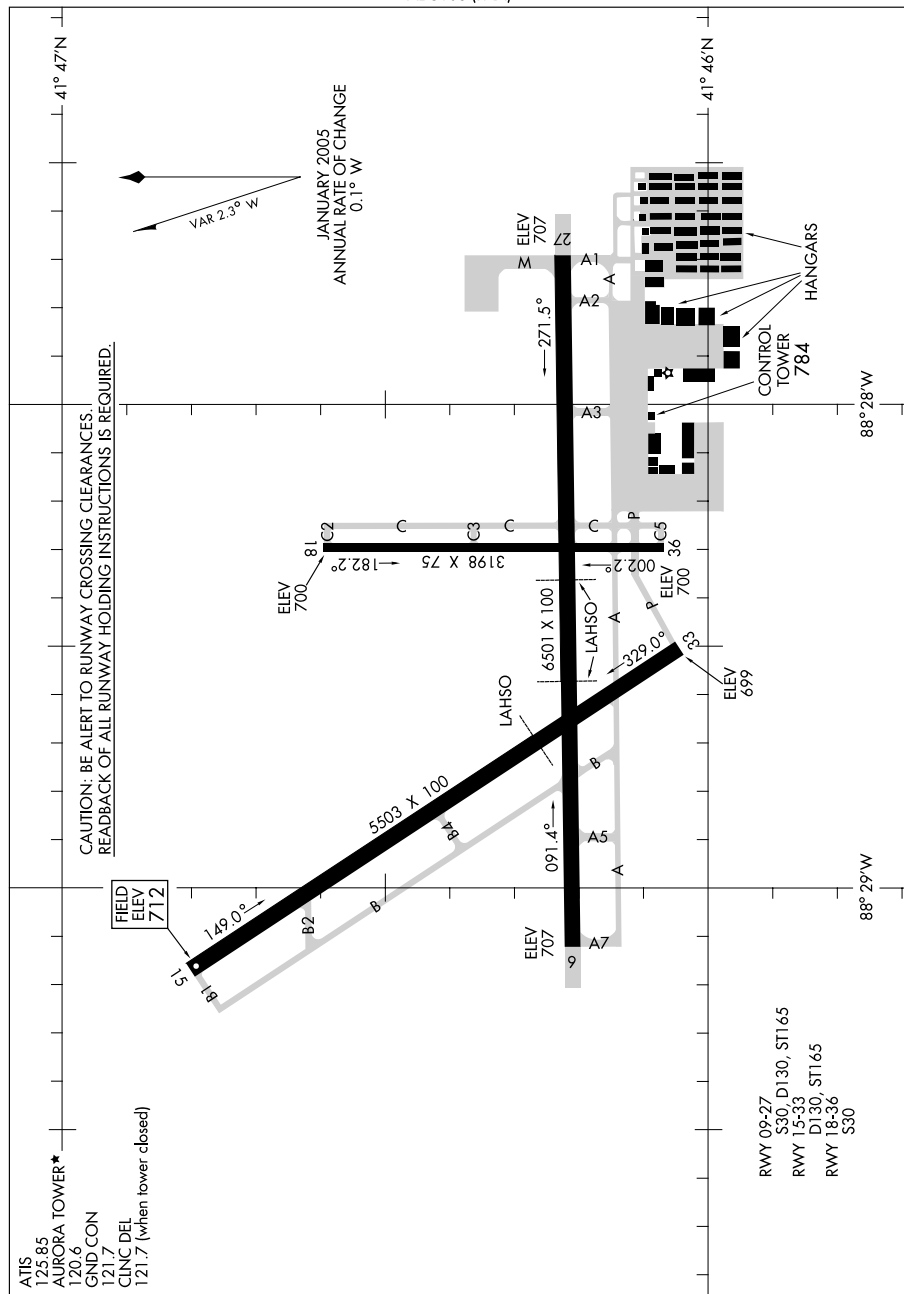 ATIS
125.85
AURORA TOWER★
120.6
GND CON
121.7
CLNC DEL
121.7 (when tower closed)
CAUTION: BE ALERT TO RUNWAY CROSSING CLEARANCES.
READBACK OF ALL RUNWAY HOLDING INSTRUCTIONS IS REQUIRED.
41° 47'N
41° 46'N
88° 28'W
88° 29'W
VAR 2.3° W
JANUARY 2005
ANNUAL RATE OF CHANGE
0.1° W
FIELD
ELEV
712
15
149.0°
5503 X 100
B1
B2
B
B4
B
LAHSO
LAHSO
329.0°
33
ELEV
699
ELEV
700
18
182.2°
3198 X 75
002.2°
36
ELEV
700
C2
C
C3
C
C
C5
P
P
ELEV
707
9
091.4°
6501 X 100
271.5°
27
ELEV
707
W
A1
A
A2
A3
A
A5
A
A7
HANGARS
CONTROL
TOWER
784
RWY 09-27
S30, D130, ST165
RWY 15-33
D130, ST165
RWY 18-36
S30